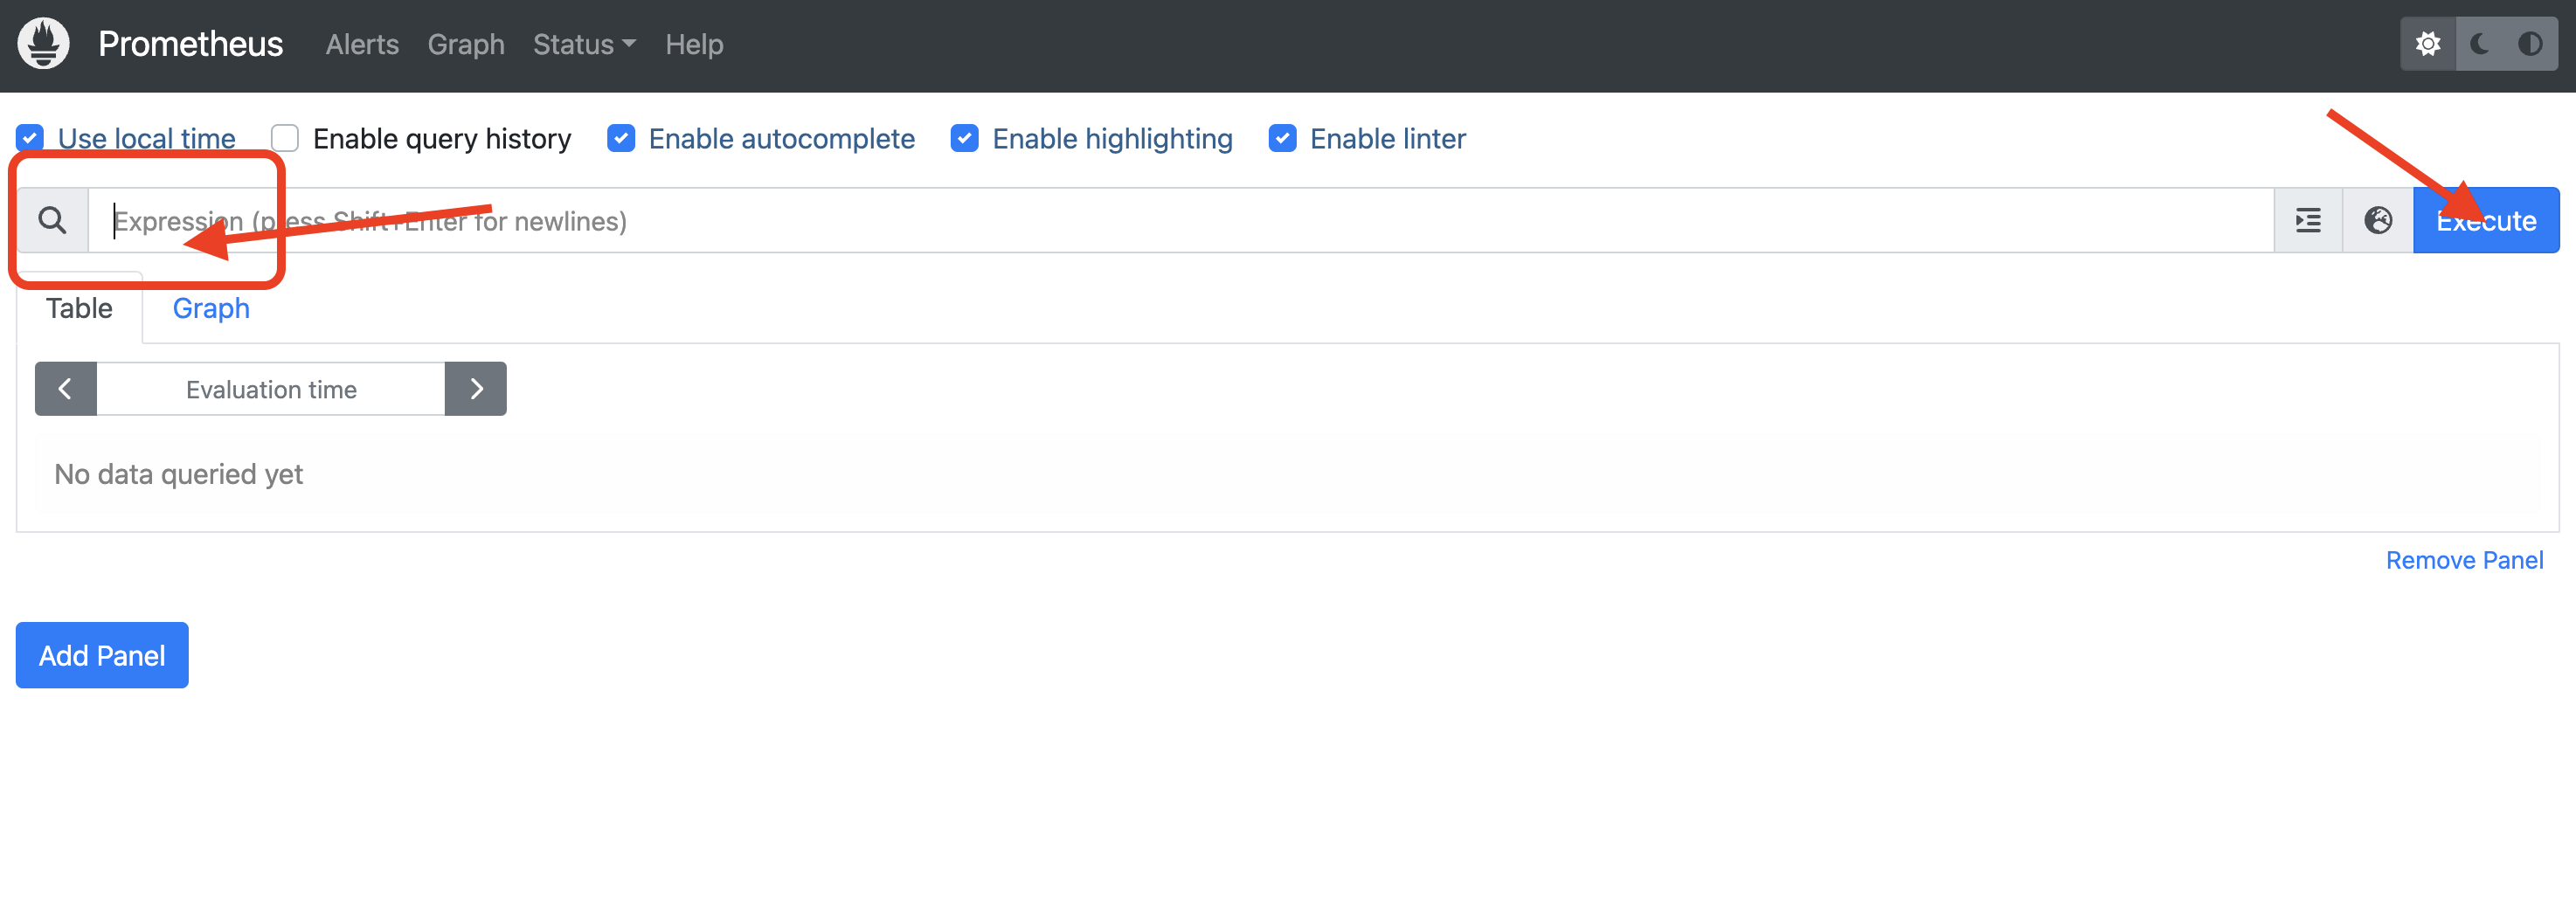 Prometheus Alerts Graph Status Help
Use local time Enable query history Enable autocomplete Enable highlighting Enable linter
Expression (press Shift+Enter for newlines) Execute
Table Graph
Evaluation time
No data queried yet
Remove Panel
Add Panel